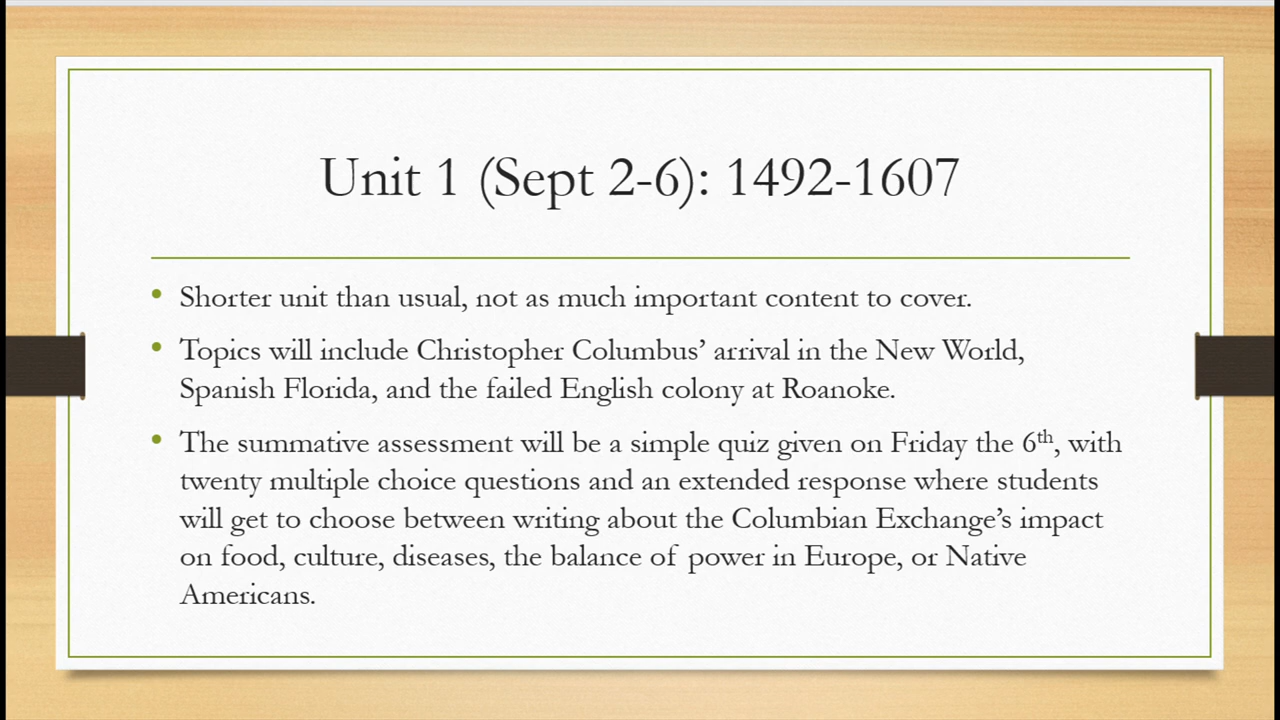 Unit 1 (Sept 2-6): 1492-1607
• Shorter unit than usual, not as much important content to cover.
• Topics will include Christopher Columbus’ arrival in the New World,
Spanish Florida, and the failed English colony at Roanoke.
• The summative assessment will be a simple quiz given on Friday the 6th, with
twenty multiple choice questions and an extended response where students
will get to choose between writing about the Columbian Exchange’s impact
on food, culture, diseases, the balance of power in Europe, or Native
Americans.